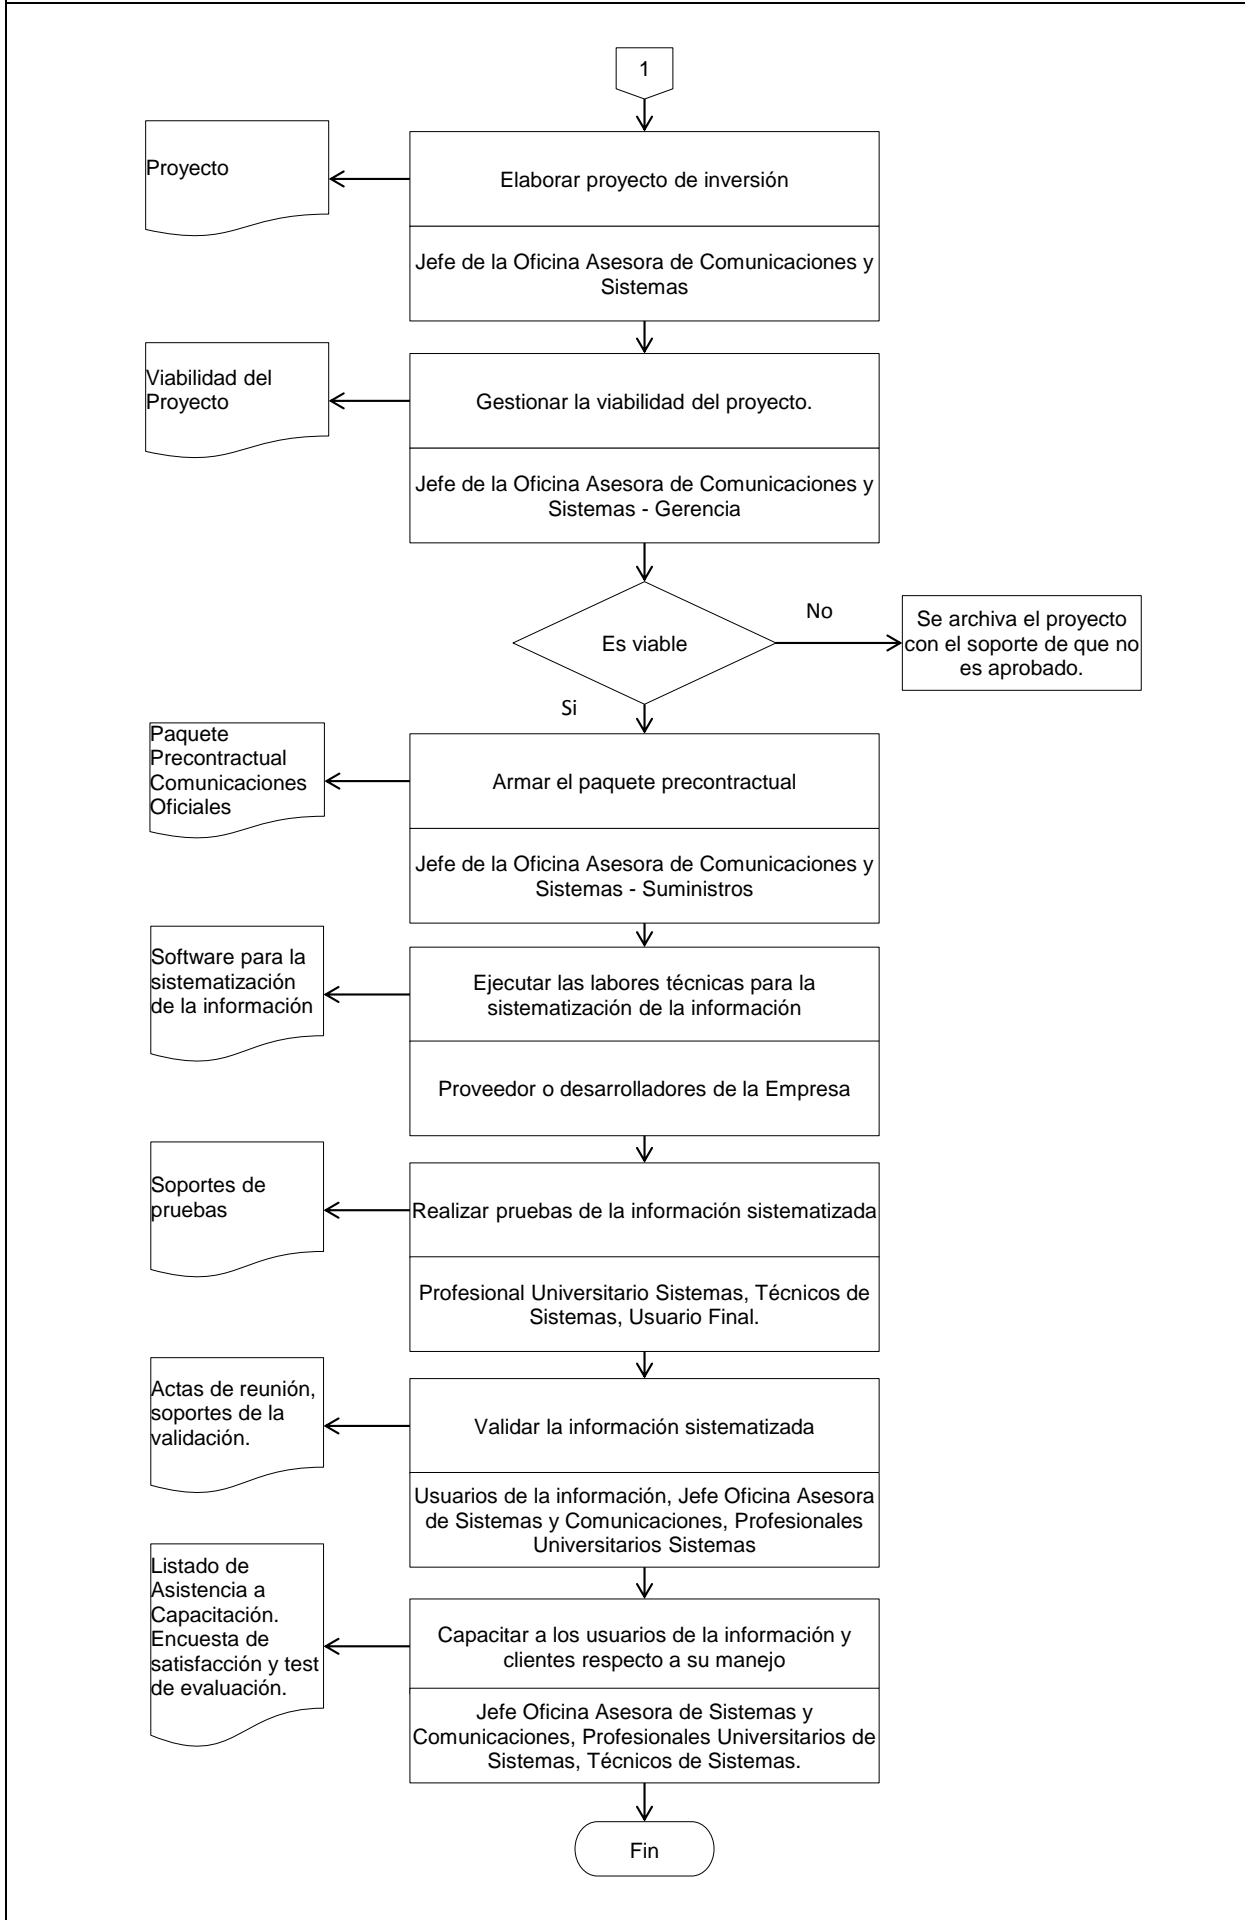 1
Proyecto
Elaborar proyecto de inversión
Jefe de la Oficina Asesora de Comunicaciones y
Sistemas
Viabilidad del
Proyecto
Gestionar la viabilidad del proyecto.
Jefe de la Oficina Asesora de Comunicaciones y
Sistemas - Gerencia
Es viable
No
Se archiva el proyecto
con el soporte de que no
es aprobado.
Si
Paquete
Precontractual
Comunicaciones
Oficiales
Armar el paquete precontractual
Jefe de la Oficina Asesora de Comunicaciones y
Sistemas - Suministros
Software para la
sistematización
de la información
Ejecutar las labores técnicas para la
sistematización de la información
Proveedor o desarrolladores de la Empresa
Soportes de
pruebas
Realizar pruebas de la información sistematizada
Profesional Universitario Sistemas, Técnicos de
Sistemas, Usuario Final.
Actas de reunión,
soportes de la
validación.
Validar la información sistematizada
Usuarios de la información, Jefe Oficina Asesora
de Sistemas y Comunicaciones, Profesionales
Universitarios Sistemas
Listado de
Asistencia a
Capacitación.
Encuesta de
satisfacción y test
de evaluación.
Capacitar a los usuarios de la información y
clientes respecto a su manejo
Jefe Oficina Asesora de Sistemas y
Comunicaciones, Profesionales Universitarios de
Sistemas, Técnicos de Sistemas.
Fin